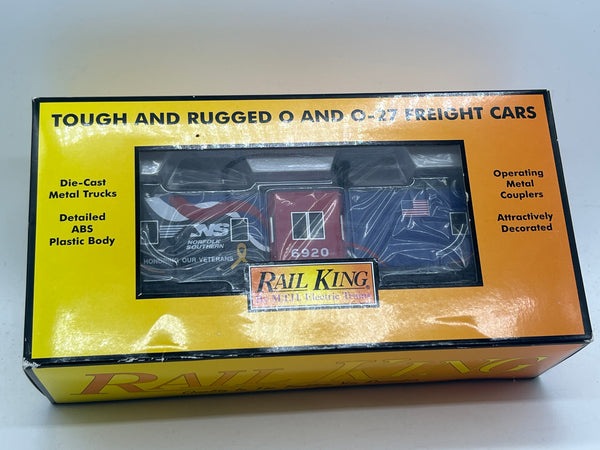 TOUGH AND RUGGED O AND O-27 FREIGHT CARS
Die-Cast
Metal Trucks
Detailed
ABS
Plastic Body
Operating
Metal
Couplers
Attractively
Decorated
NS
NORFOLK
SOUTHERN
HONORING OUR VETERANS
6920
RAIL KING
By M.T.H. Electric Trains
RAIL KING